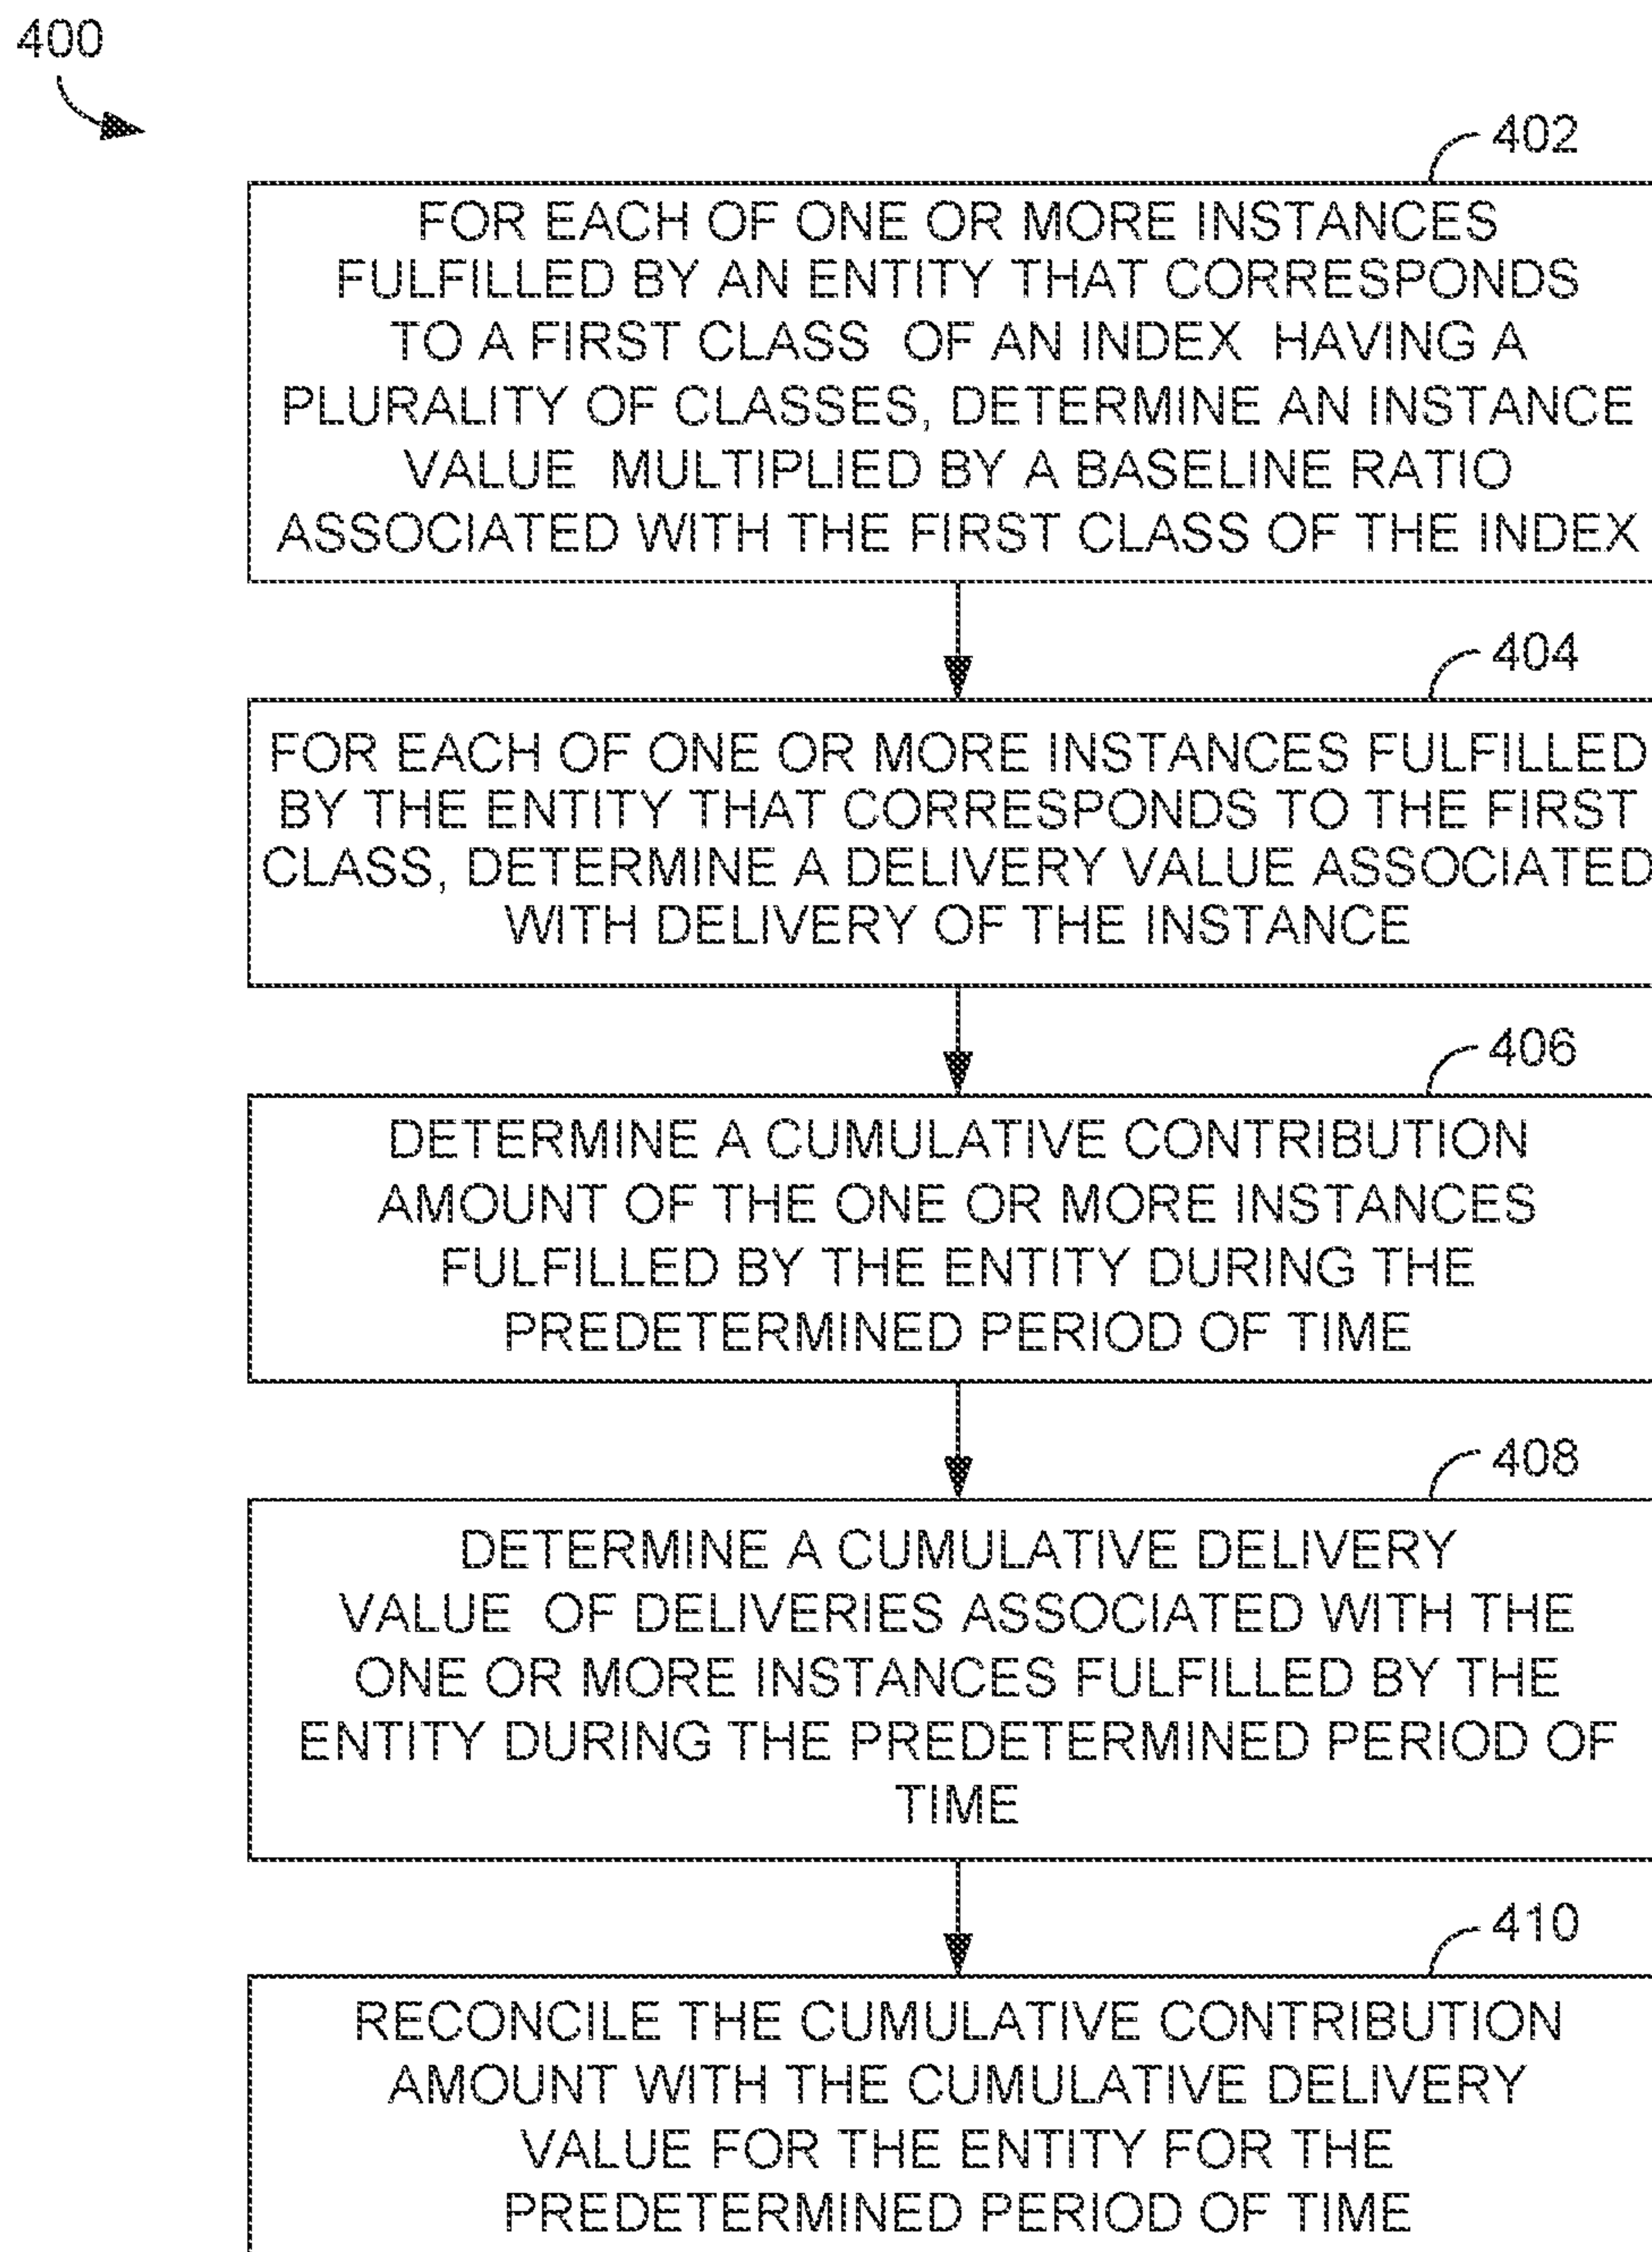 400
402
FOR EACH OF ONE OR MORE INSTANCES
FULFILLED BY AN ENTITY THAT CORRESPONDS
TO A FIRST CLASS OF AN INDEX HAVING A
PLURALITY OF CLASSES, DETERMINE AN INSTANCE
VALUE MULTIPLIED BY A BASELINE RATIO
ASSOCIATED WITH THE FIRST CLASS OF THE INDEX
404
FOR EACH OF ONE OR MORE INSTANCES FULFILLED
BY THE ENTITY THAT CORRESPONDS TO THE FIRST
CLASS, DETERMINE A DELIVERY VALUE ASSOCIATED
WITH DELIVERY OF THE INSTANCE
406
DETERMINE A CUMULATIVE CONTRIBUTION
AMOUNT OF THE ONE OR MORE INSTANCES
FULFILLED BY THE ENTITY DURING THE
PREDETERMINED PERIOD OF TIME
408
DETERMINE A CUMULATIVE DELIVERY
VALUE OF DELIVERIES ASSOCIATED WITH THE
ONE OR MORE INSTANCES FULFILLED BY THE
ENTITY DURING THE PREDETERMINED PERIOD OF
TIME
410
RECONCILE THE CUMULATIVE CONTRIBUTION
AMOUNT WITH THE CUMULATIVE DELIVERY
VALUE FOR THE ENTITY FOR THE
PREDETERMINED PERIOD OF TIME